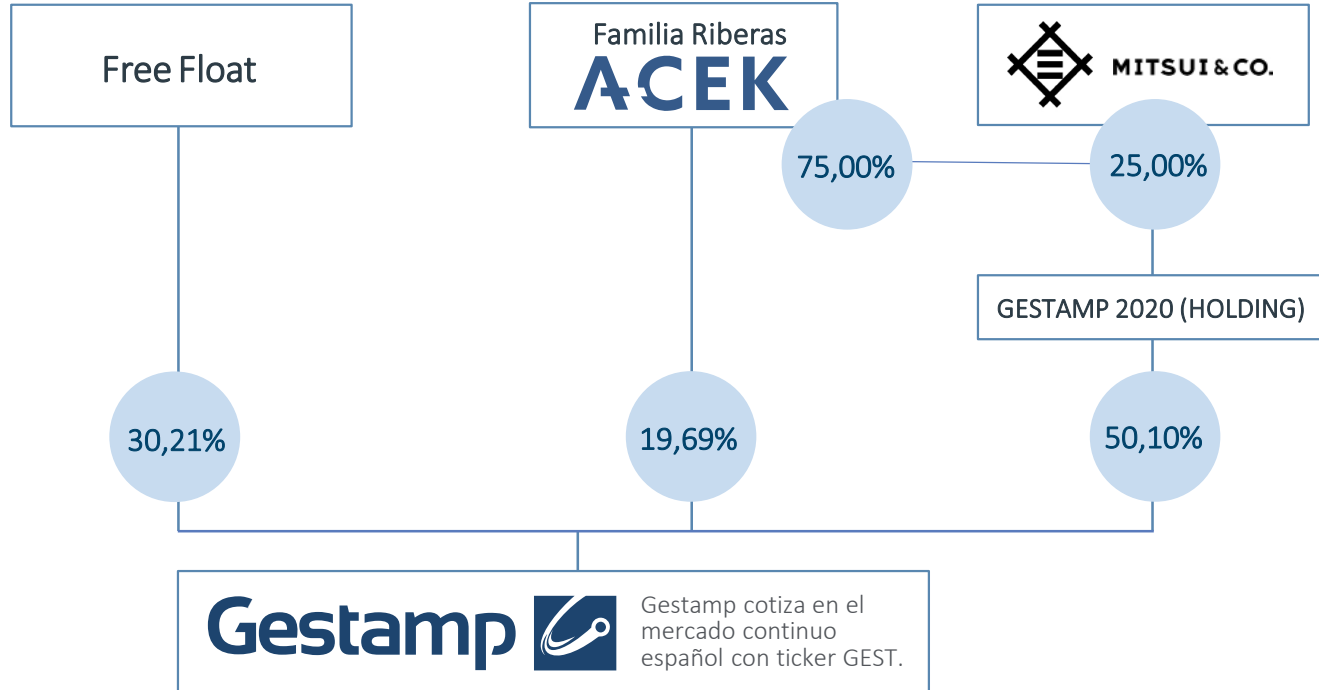 Free Float
Familia Riberas
ACEK
MITSUI & CO.
75,00%
25,00%
GESTAMP 2020 (HOLDING)
30,21%
19,69%
50,10%
Gestamp
Gestamp cotiza en el
mercado continuo
español con ticker GEST.